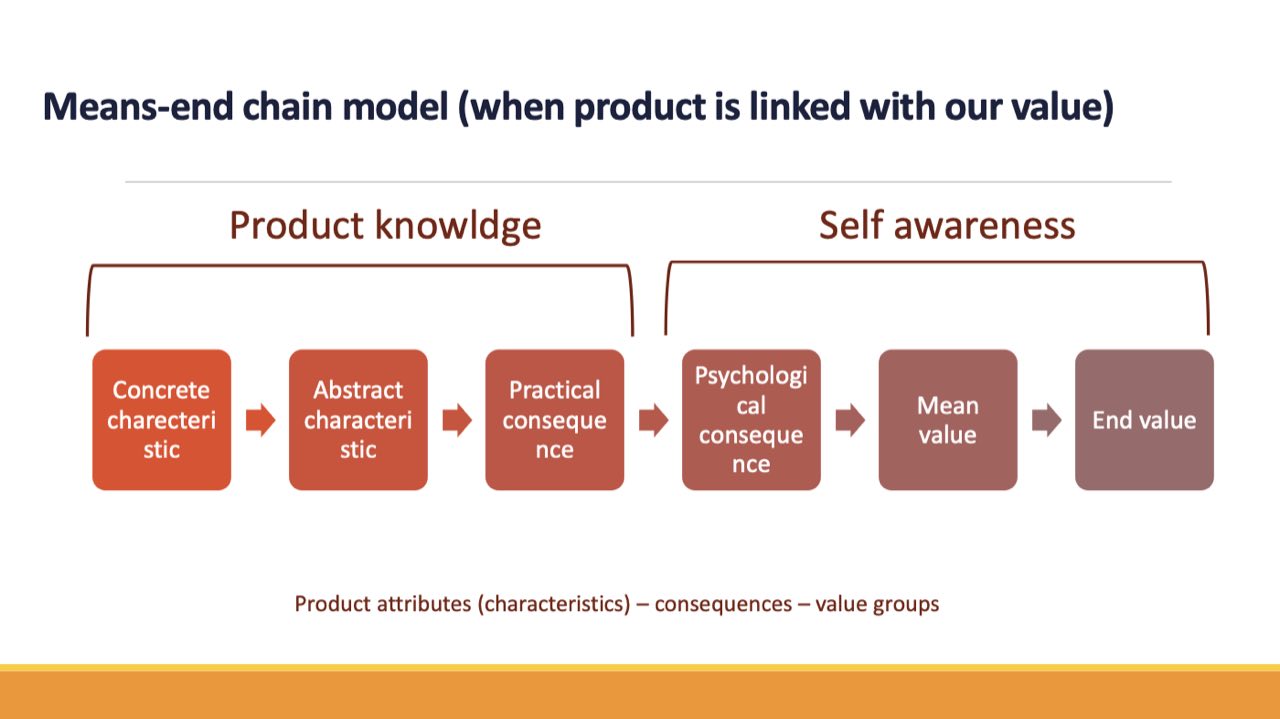 Means-end chain model (when product is linked with our value)
Product knowldge
Self awareness
Concrete
charecteri
stic
Abstract
characteri
stic
Practical
conseque
nce
Psychologi
cal
conseque
nce
Mean
value
End value
Product attributes (characteristics) – consequences – value groups